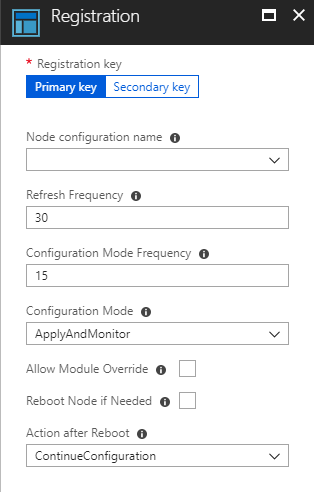 Registration
* Registration key
Primary key Secondary key
Node configuration name
Refresh Frequency
30
Configuration Mode Frequency
15
Configuration Mode
ApplyAndMonitor
Allow Module Override
Reboot Node if Needed
Action after Reboot
ContinueConfiguration